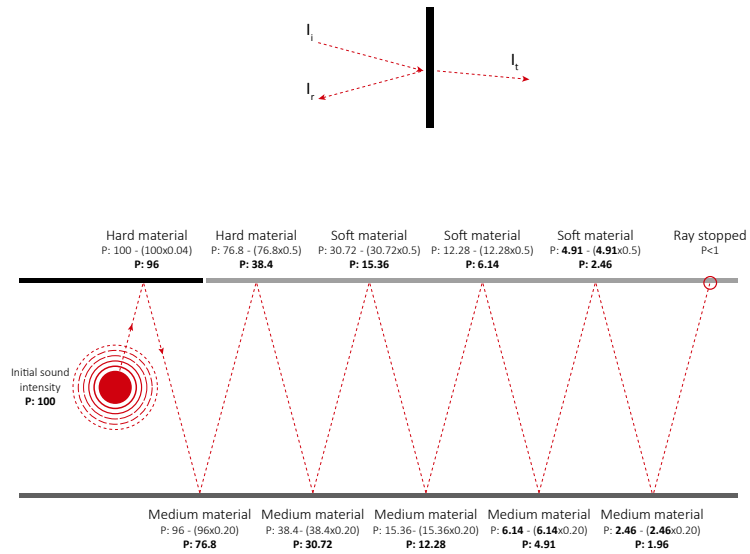 I_i
I_t
I_r
Hard material
P: 100 - (100x0.04)
P: 96
Hard material
P: 76.8 - (76.8x0.5)
P: 38.4
Soft material
P: 30.72 - (30.72x0.5)
P: 15.36
Soft material
P: 12.28 - (12.28x0.5)
P: 6.14
Soft material
P: 4.91 - (4.91x0.5)
P: 2.46
Ray stopped
P<1
Initial sound
intensity
P: 100
Medium material
P: 96 - (96x0.20)
P: 76.8
Medium material
P: 38.4- (38.4x0.20)
P: 30.72
Medium material
P: 15.36- (15.36x0.20)
P: 12.28
Medium material
P: 6.14 - (6.14x0.20)
P: 4.91
Medium material
P: 2.46 - (2.46x0.20)
P: 1.96